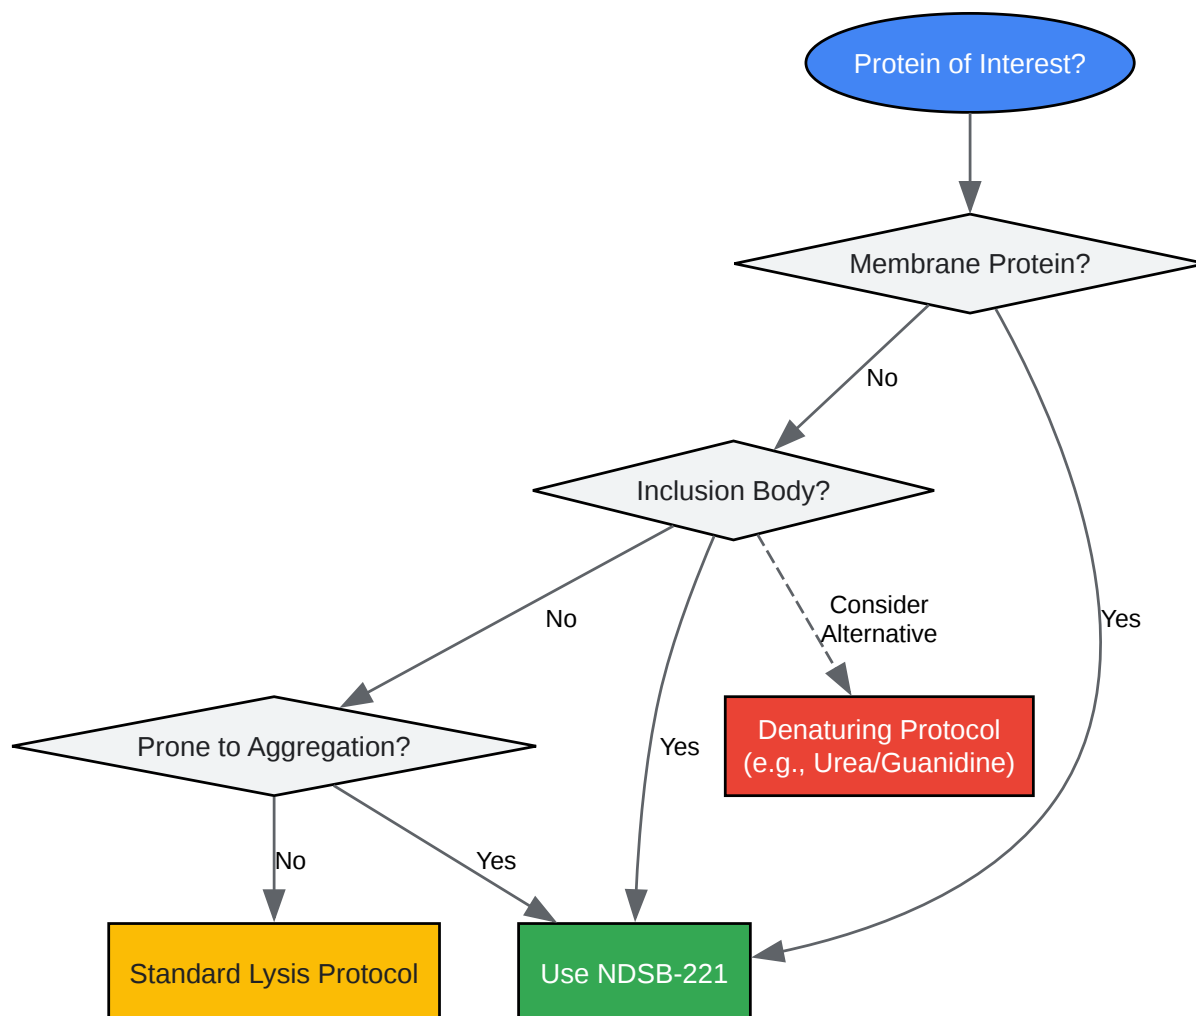 Protein of Interest?
Membrane Protein?
No
Inclusion Body?
Consider
Alternative
No
Yes
Denaturing Protocol
(e.g., Urea/Guanidine)
Prone to Aggregation?
Yes
No
Yes
Standard Lysis Protocol
Use NDSB-221